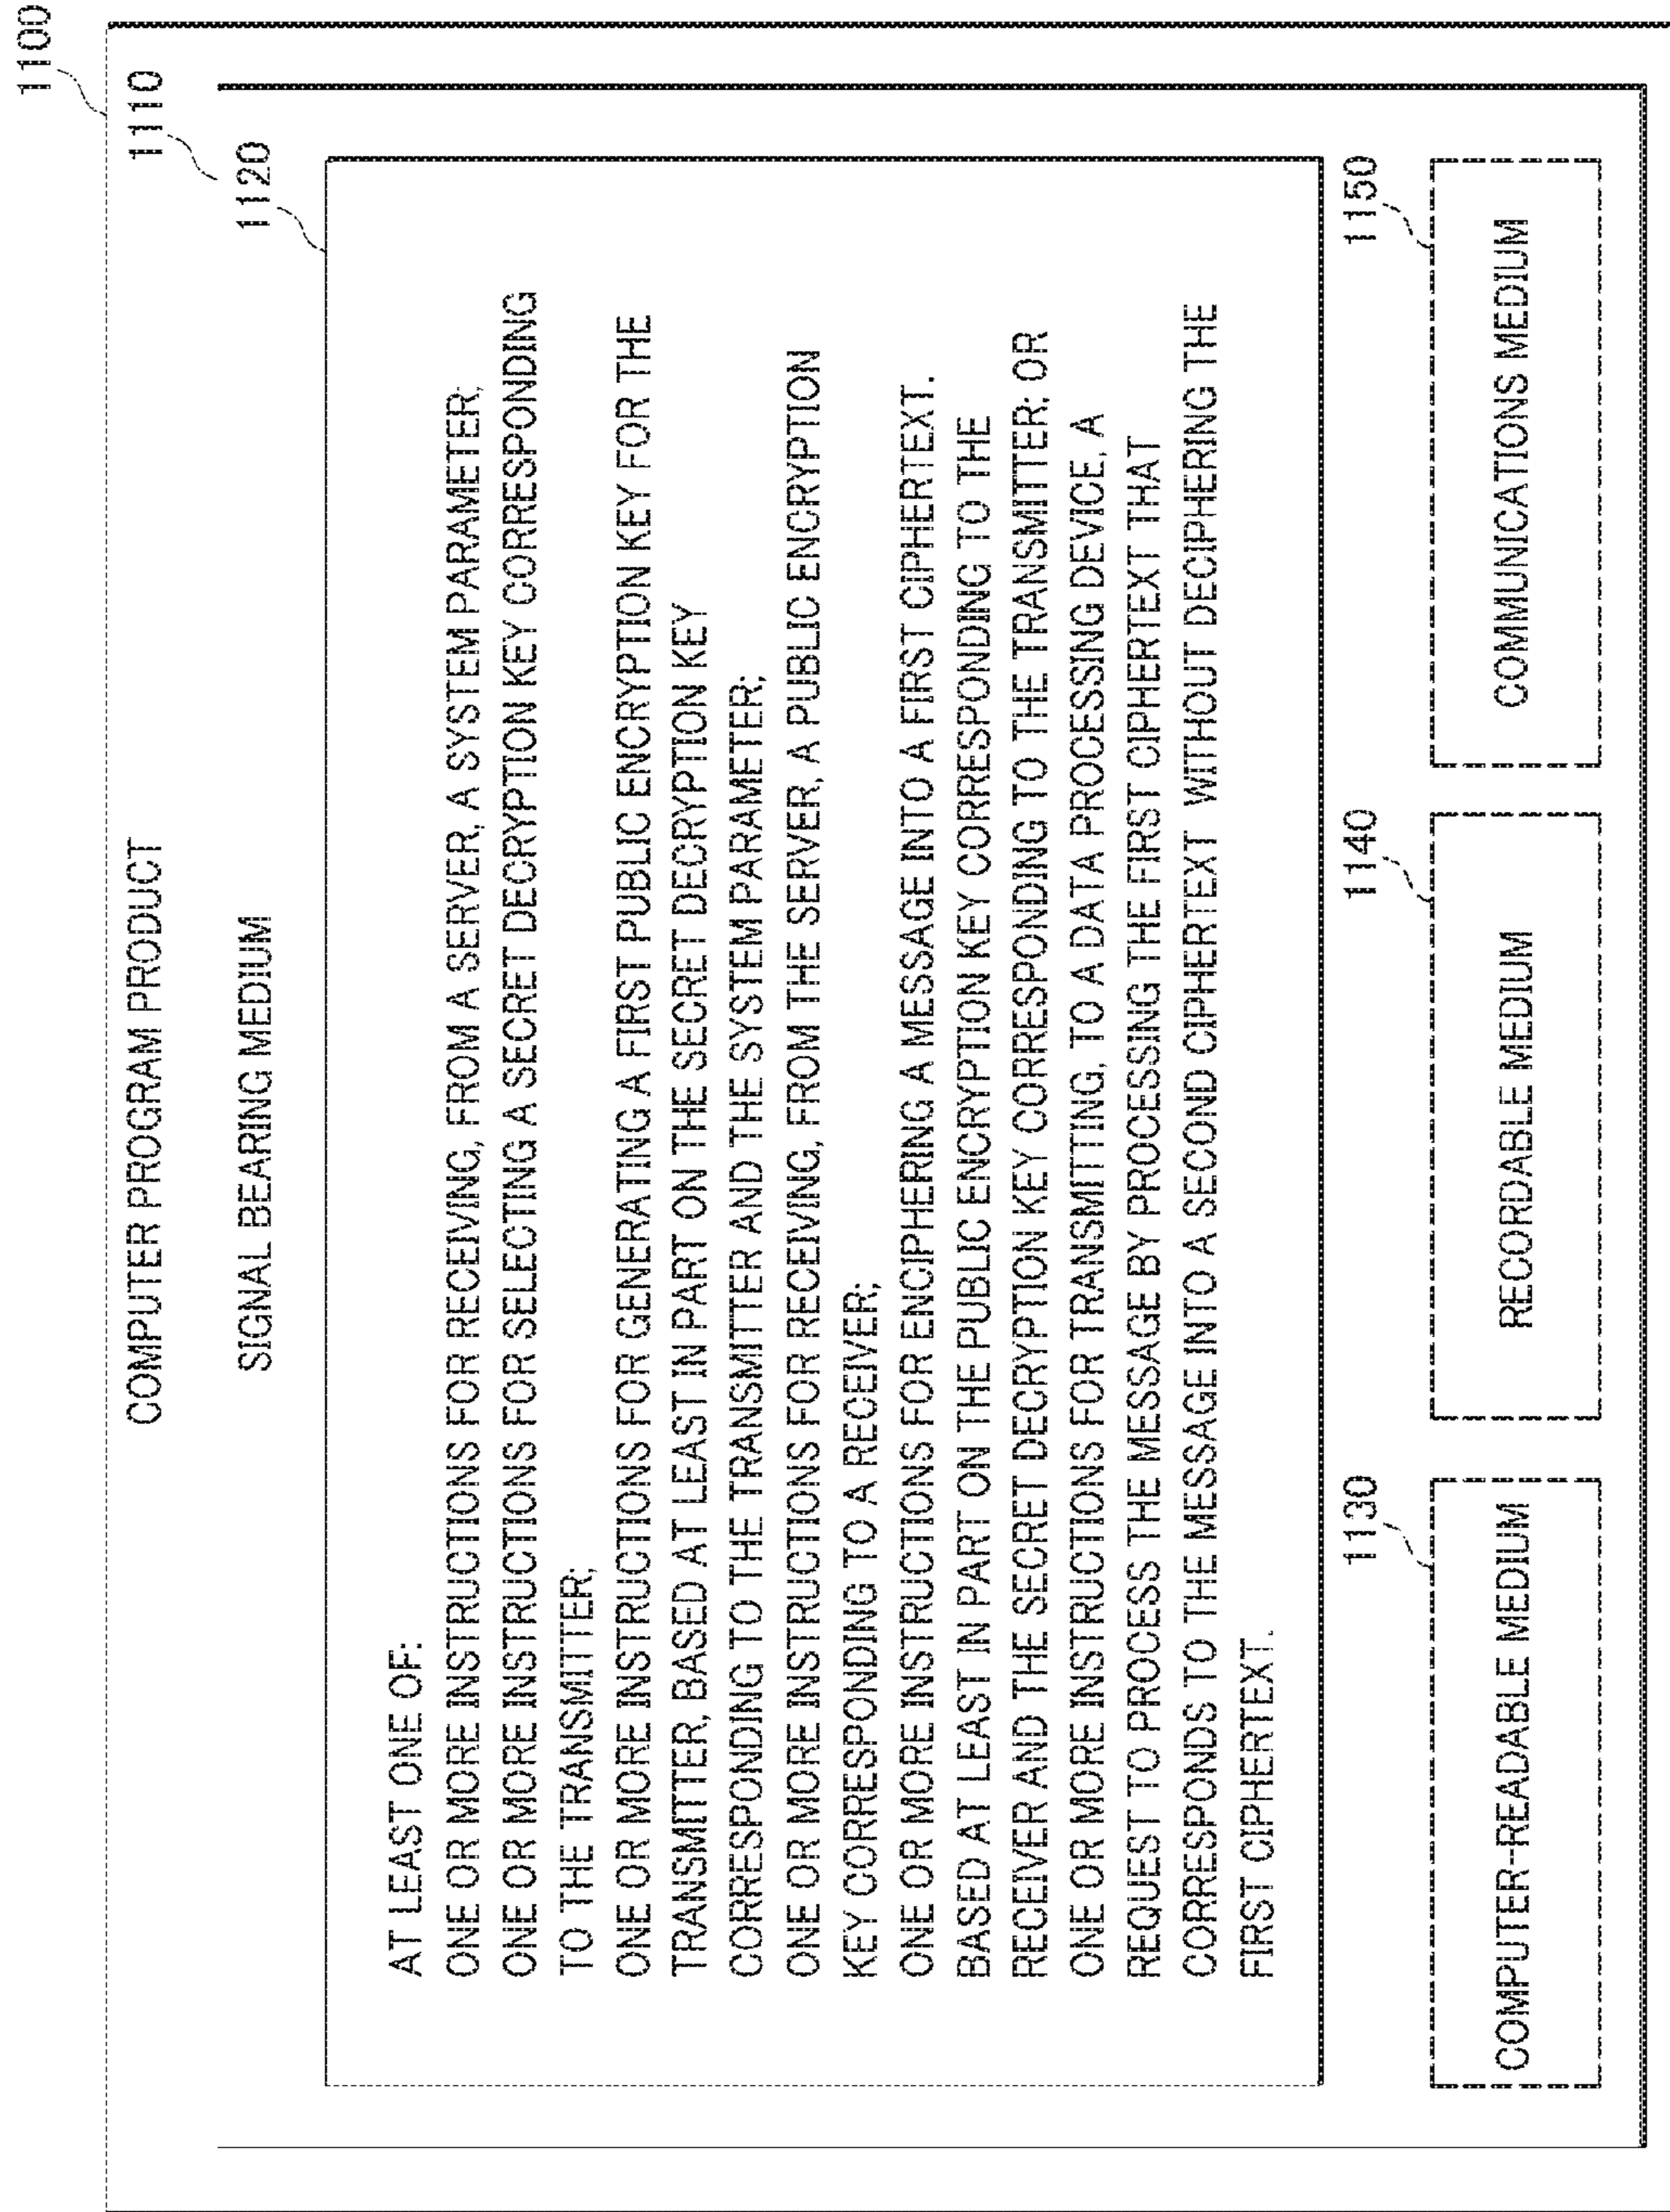 1100
COMPUTER PROGRAM PRODUCT
1110
SIGNAL BEARING MEDIUM
1120
AT LEAST ONE OF:
ONE OR MORE INSTRUCTIONS FOR RECEIVING, FROM A SERVER, A SYSTEM PARAMETER;
ONE OR MORE INSTRUCTIONS FOR SELECTING A SECRET DECRYPTION KEY CORRESPONDING
TO THE TRANSMITTER;
ONE OR MORE INSTRUCTIONS FOR GENERATING A FIRST PUBLIC ENCRYPTION KEY FOR THE
TRANSMITTER, BASED AT LEAST IN PART ON THE SECRET DECRYPTION KEY
CORRESPONDING TO THE TRANSMITTER AND THE SYSTEM PARAMETER;
ONE OR MORE INSTRUCTIONS FOR RECEIVING, FROM THE SERVER, A PUBLIC ENCRYPTION
KEY CORRESPONDING TO A RECEIVER;
ONE OR MORE INSTRUCTIONS FOR ENCIPHERING A MESSAGE INTO A FIRST CIPHERTEXT.
BASED AT LEAST IN PART ON THE PUBLIC ENCRYPTION KEY CORRESPONDING TO THE
RECEIVER AND THE SECRET DECRYPTION KEY CORRESPONDING TO THE TRANSMITTER; OR
ONE OR MORE INSTRUCTIONS FOR TRANSMITTING, TO A DATA PROCESSING DEVICE, A
REQUEST TO PROCESS THE MESSAGE BY PROCESSING THE FIRST CIPHERTEXT THAT
CORRESPONDS TO THE MESSAGE INTO A SECOND CIPHERTEXT WITHOUT DECIPHERING THE
FIRST CIPHERTEXT.
1130
COMPUTER-READABLE MEDIUM
1140
RECORDABLE MEDIUM
1150
COMMUNICATIONS MEDIUM